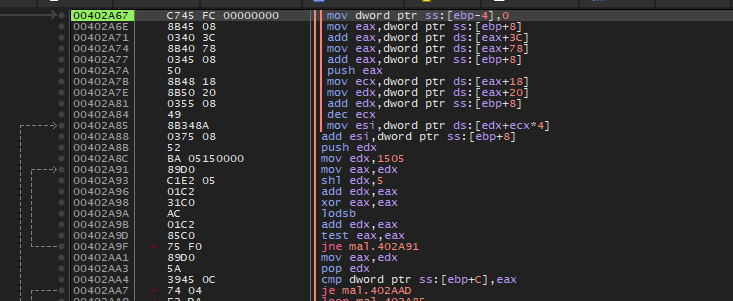 00402A67 C745 FC 00000000 mov dword ptr ss:[ebp-4],0
00402A6E 8B45 08 mov eax,dword ptr ss:[ebp+8]
00402A71 0340 3C add eax,dword ptr ds:[eax+3C]
00402A74 8B40 78 mov eax,dword ptr ds:[eax+78]
00402A77 0345 08 add eax,dword ptr ss:[ebp+8]
00402A7A 50 push eax
00402A7B 8B48 18 mov ecx,dword ptr ds:[eax+18]
00402A7E 8B50 20 mov edx,dword ptr ds:[eax+20]
00402A81 0355 08 add edx,dword ptr ss:[ebp+8]
00402A84 49 dec ecx
00402A85 8B348A mov esi,dword ptr ds:[edx+ecx*4]
00402A88 0375 08 add esi,dword ptr ss:[ebp+8]
00402A8B 52 push edx
00402A8C BA 05150000 mov edx,1505
00402A91 89D0 mov eax,edx
00402A93 C1E2 05 shl edx,5
00402A96 01C2 add edx,eax
00402A98 31C0 xor eax,eax
00402A9A AC lodsb
00402A9B 01C2 add edx,eax
00402A9D 85C0 test eax,eax
00402A9F 75 F0 jne mal.402A91
00402AA1 89D0 mov eax,edx
00402AA3 5A pop edx
00402AA4 3945 0C cmp dword ptr ss:[ebp+C],eax
00402AA7 74 04 je mal.402AAD